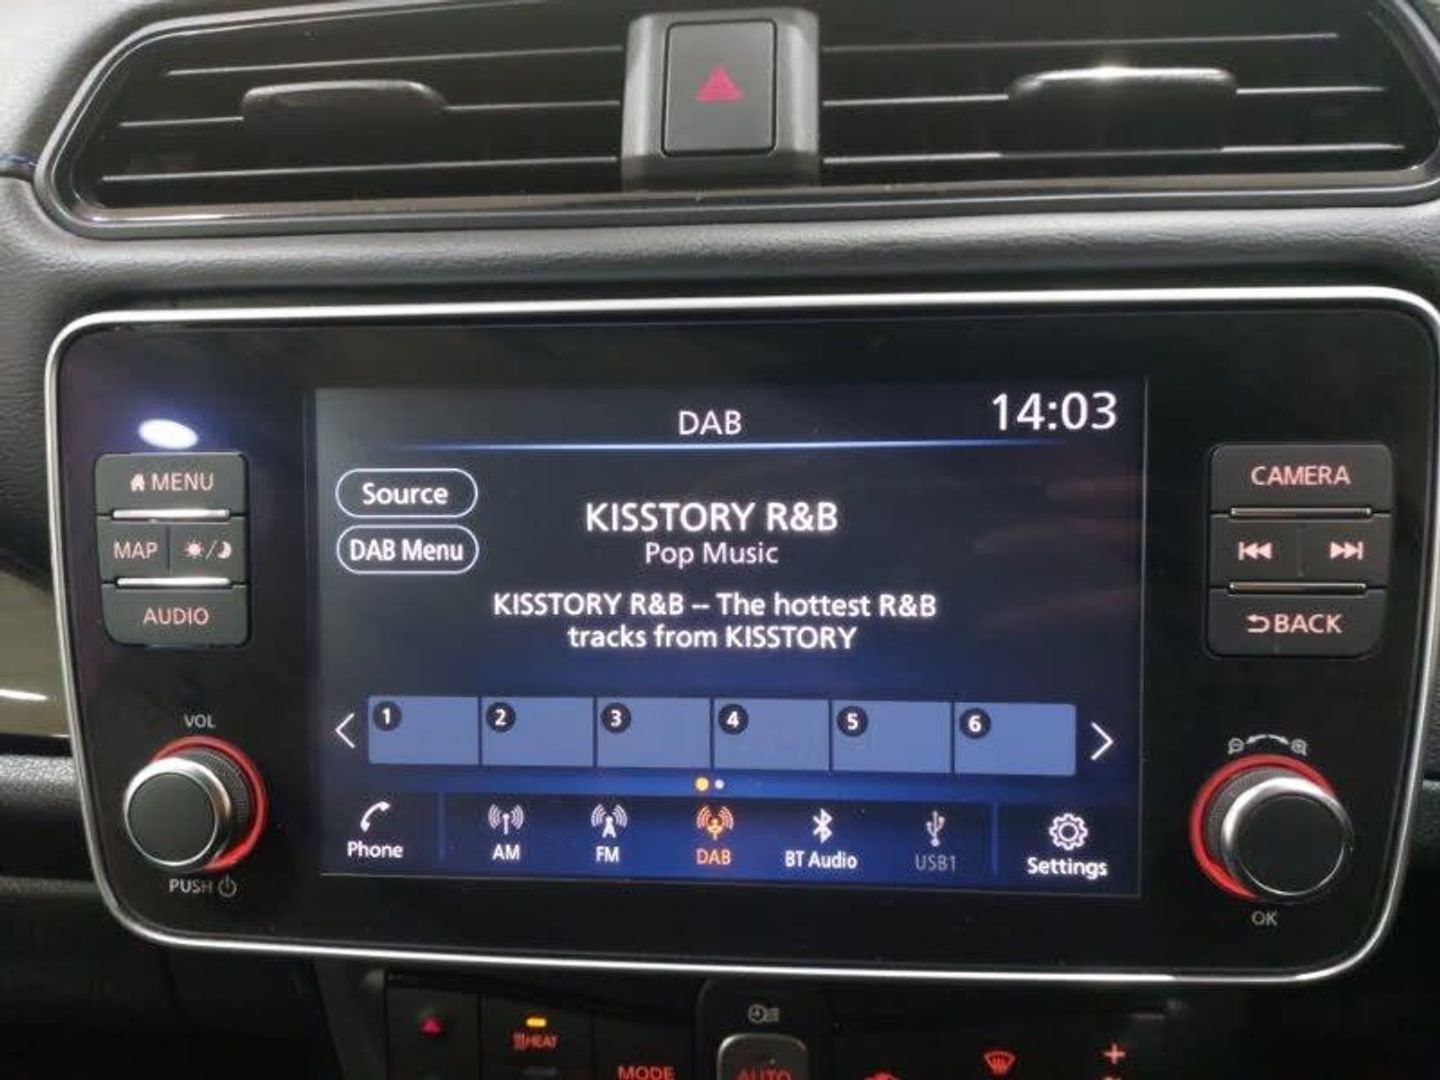 DAB
14:03
MENU
Source
CAMERA
KISSTORY R&B
MAP
DAB Menu
Pop Music
AUDIO
KISSTORY R&B -- The hottest R&B
tracks from KISSTORY
BACK
VOL
1 2 3 4 5 6
Phone
AM
FM
DAB
BT Audio
USB1
Settings
PUSH
OK
HEAT
MODE
AUTO
+